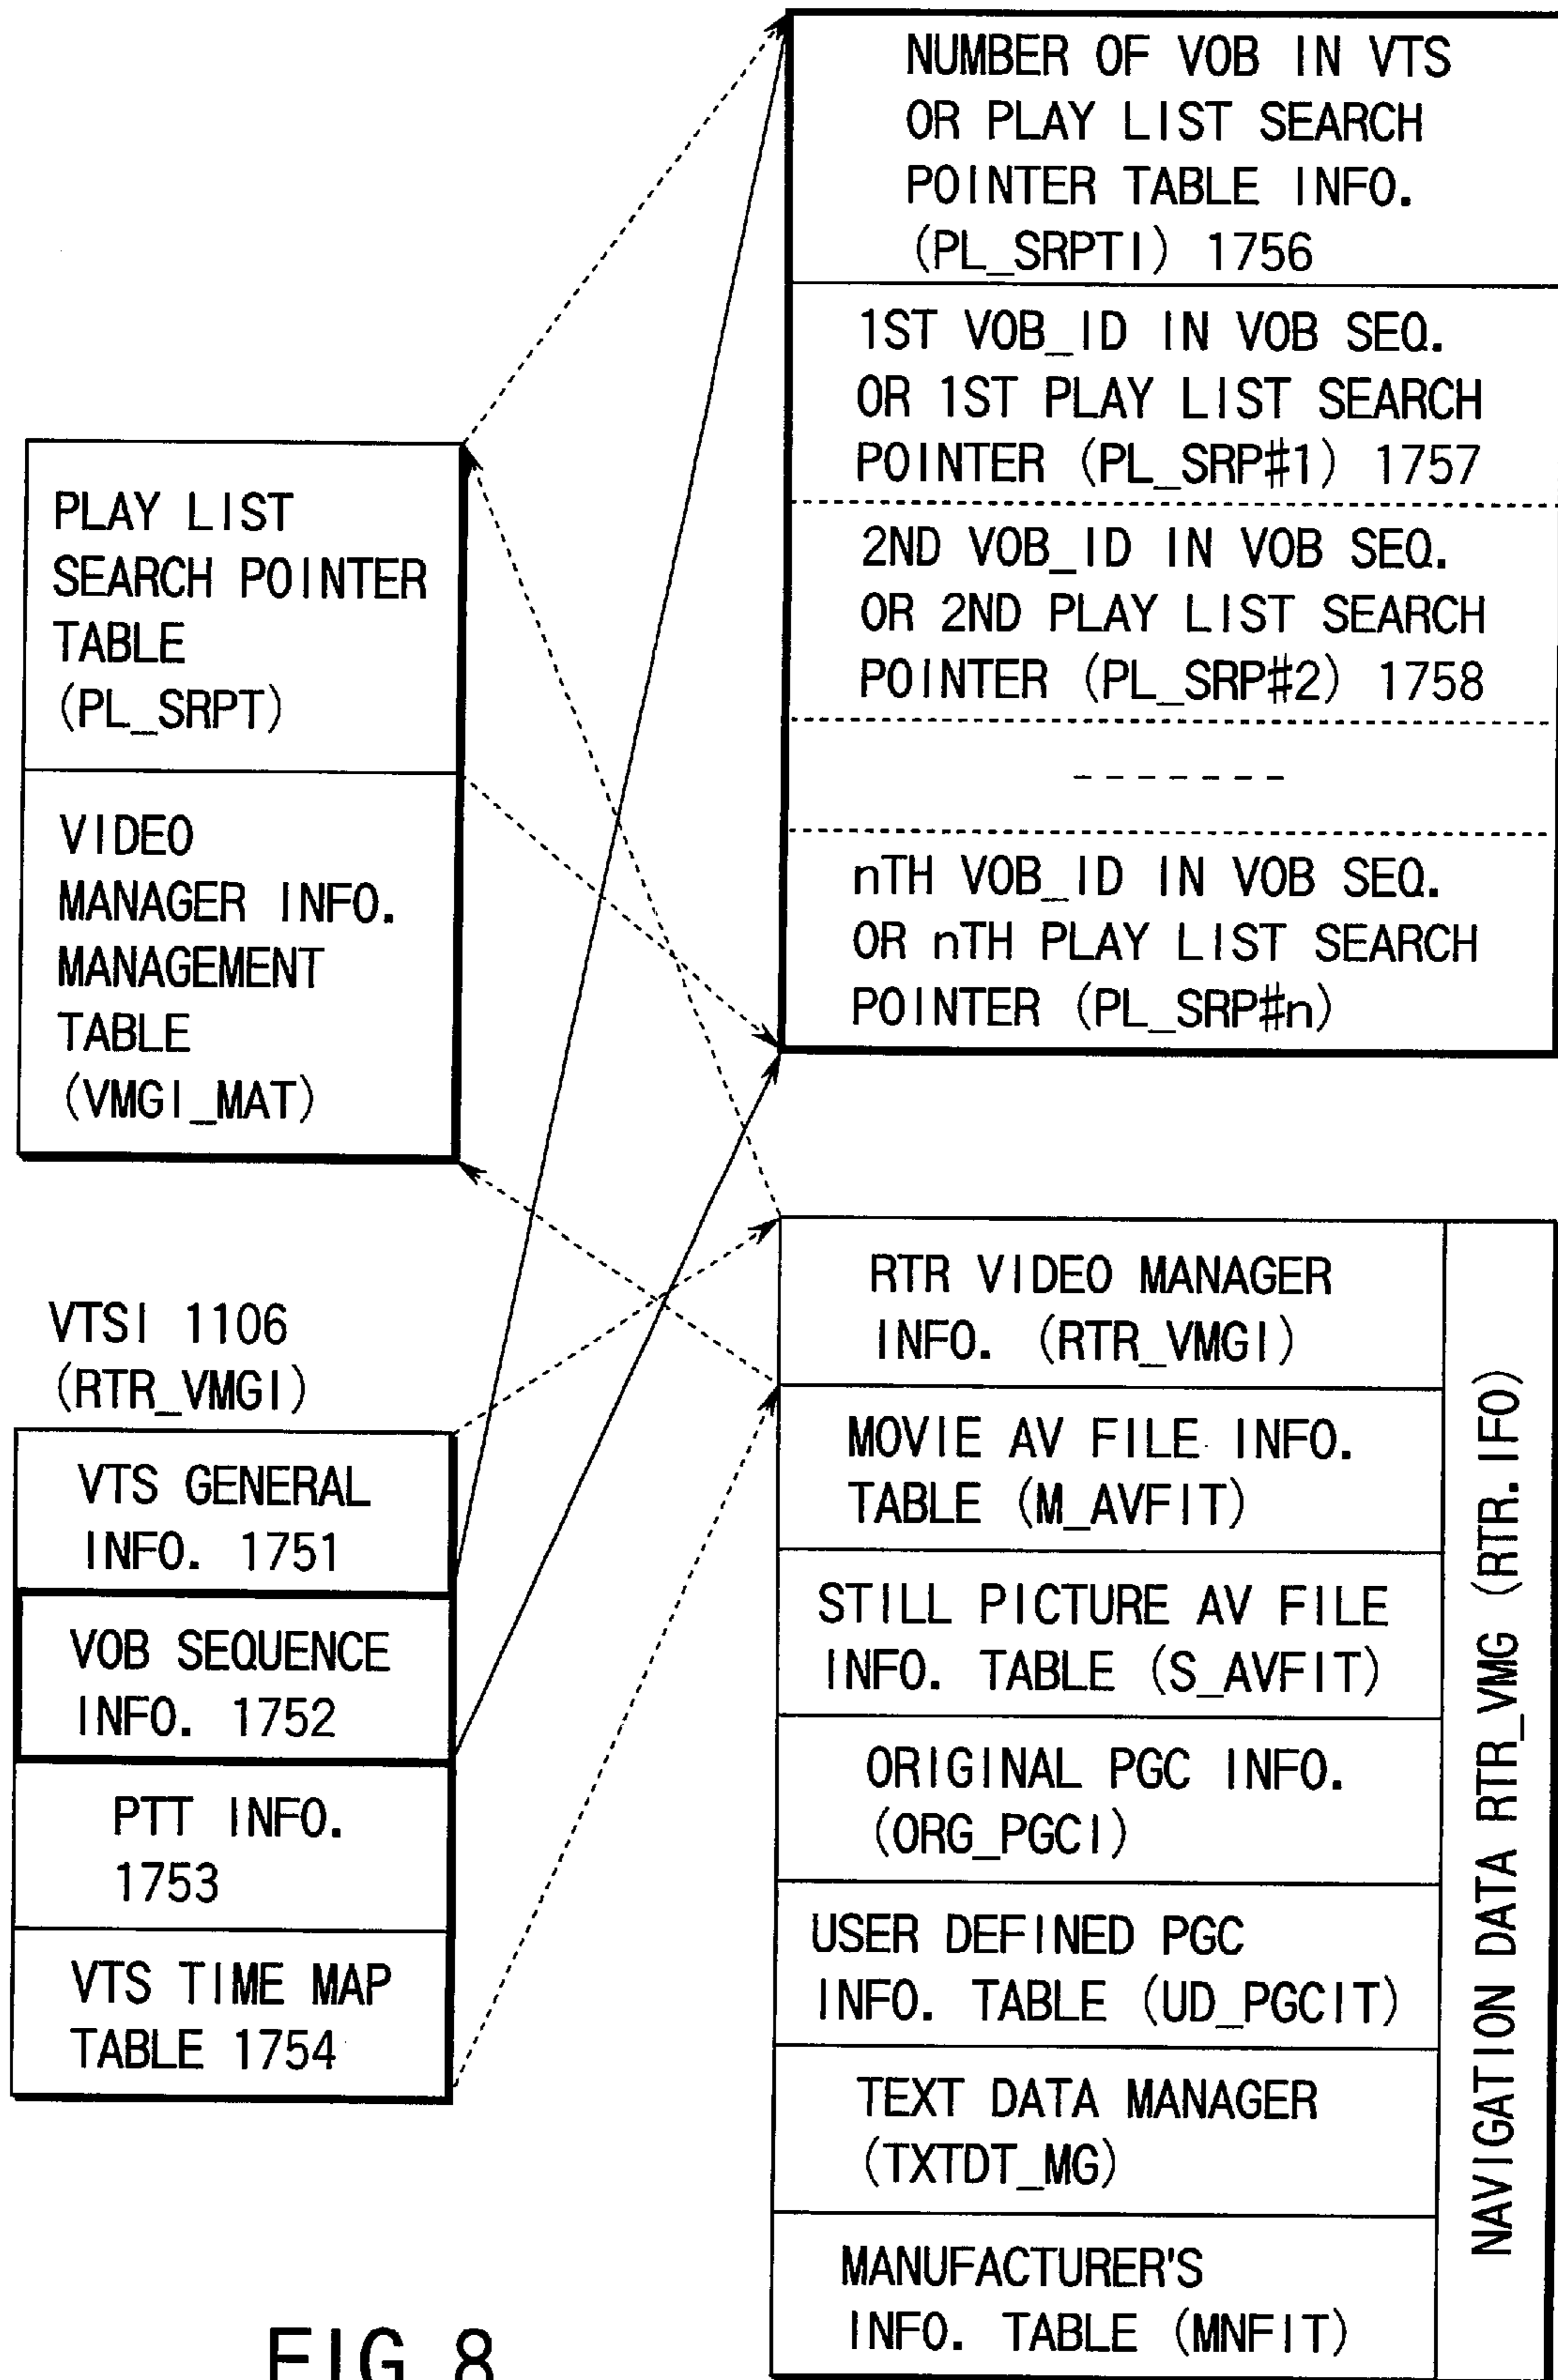 NUMBER OF VOB IN VTS
OR PLAY LIST SEARCH
POINTER TABLE INFO.
(PL_SRPTI) 1756
1ST VOB_ID IN VOB SEQ.
OR 1ST PLAY LIST SEARCH
POINTER (PL_SRP#1) 1757
2ND VOB_ID IN VOB SEQ.
OR 2ND PLAY LIST SEARCH
POINTER (PL_SRP#2) 1758
nTH VOB_ID IN VOB SEQ.
OR nTH PLAY LIST SEARCH
POINTER (PL_SRP#n)
PLAY LIST
SEARCH POINTER
TABLE
(PL_SRPT)
VIDEO
MANAGER INFO.
MANAGEMENT
TABLE
(VMGI_MAT)
VTSI 1106
(RTR_VMGI)
VTS GENERAL
INFO. 1751
VOB SEQUENCE
INFO. 1752
PTT INFO.
1753
VTS TIME MAP
TABLE 1754
RTR VIDEO MANAGER
INFO. (RTR_VMGI)
MOVIE AV FILE INFO.
TABLE (M_AVFIT)
STILL PICTURE AV FILE
INFO. TABLE (S_AVFIT)
ORIGINAL PGC INFO.
(ORG_PGCI)
USER DEFINED PGC
INFO. TABLE (UD_PGCIT)
TEXT DATA MANAGER
(TXTDT_MG)
MANUFACTURER'S
INFO. TABLE (MNFIT)
NAVIGATION DATA RTR_VMG (RTR. IFO)
FIG. 8